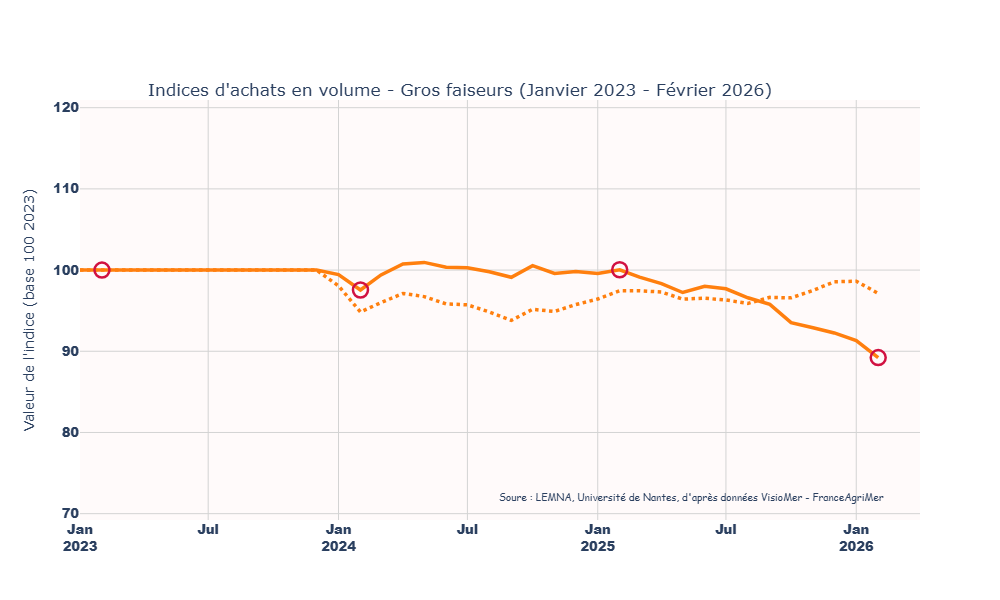 Indices d'achats en volume - Gros faiseurs (Janvier 2023 - Février 2026)
Valeur de l'indice (base 100 2023)
120
110
100
90
80
70
Jan
2023
Jul
Jan
2024
Jul
Jan
2025
Jul
Jan
2026
Soure : LEMNA, Université de Nantes, d'après données VisioMer - FranceAgriMer